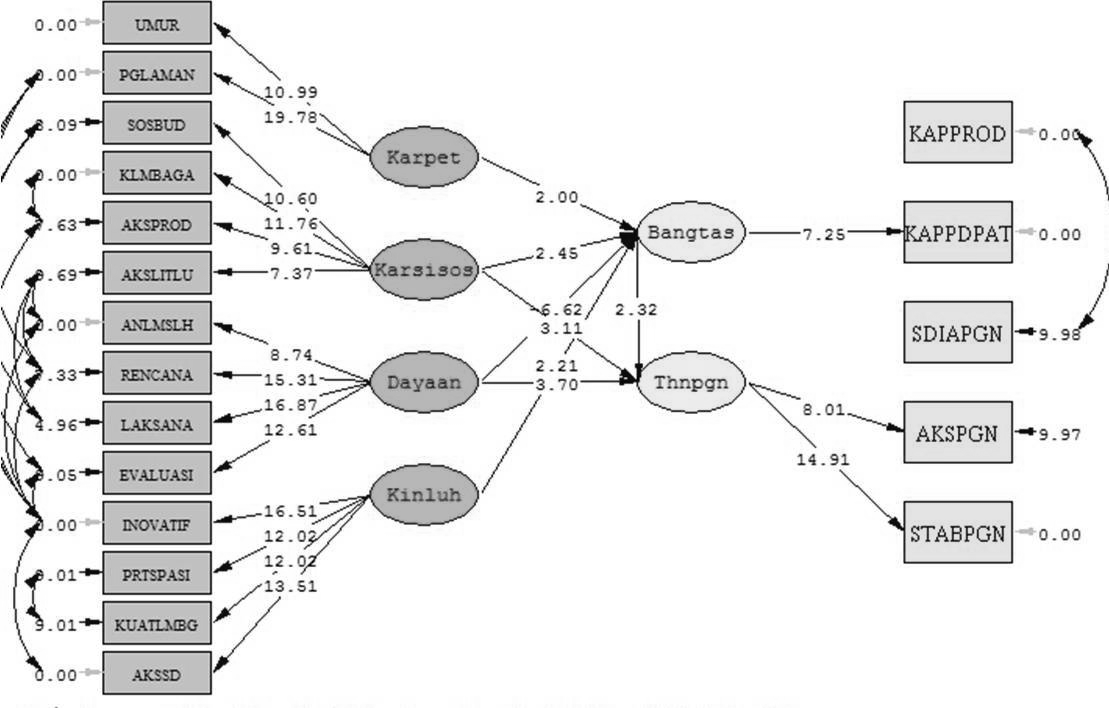 0.00 UMUR
0.00 PGLAMAN
SOSBUD
0.00 KLMBAGA
AKSPROD
AKSLITLU
0.00 ANLMSLH
RENCANA
4.96 LAKSANA
EVALUASI
0.00 INOVATIF
PRTSPASI
9.01 KUATLMBG
0.00 AKSSD
10.99
19.78
10.60
11.76
9.61
7.37
8.74
15.31
16.87
12.61
16.51
12.02
12.02
13.51
Karpet
Karsisos
Dayaan
Kinluh
2.00
2.45
6.62
3.11
2.21
3.70
Bangtas
2.32
Thnpgn
7.25
8.01
14.91
KAPPROD 0.00
KAPPDPAT 0.00
SDIAPGN 9.98
AKSPGN 9.97
STABPGN 0.00